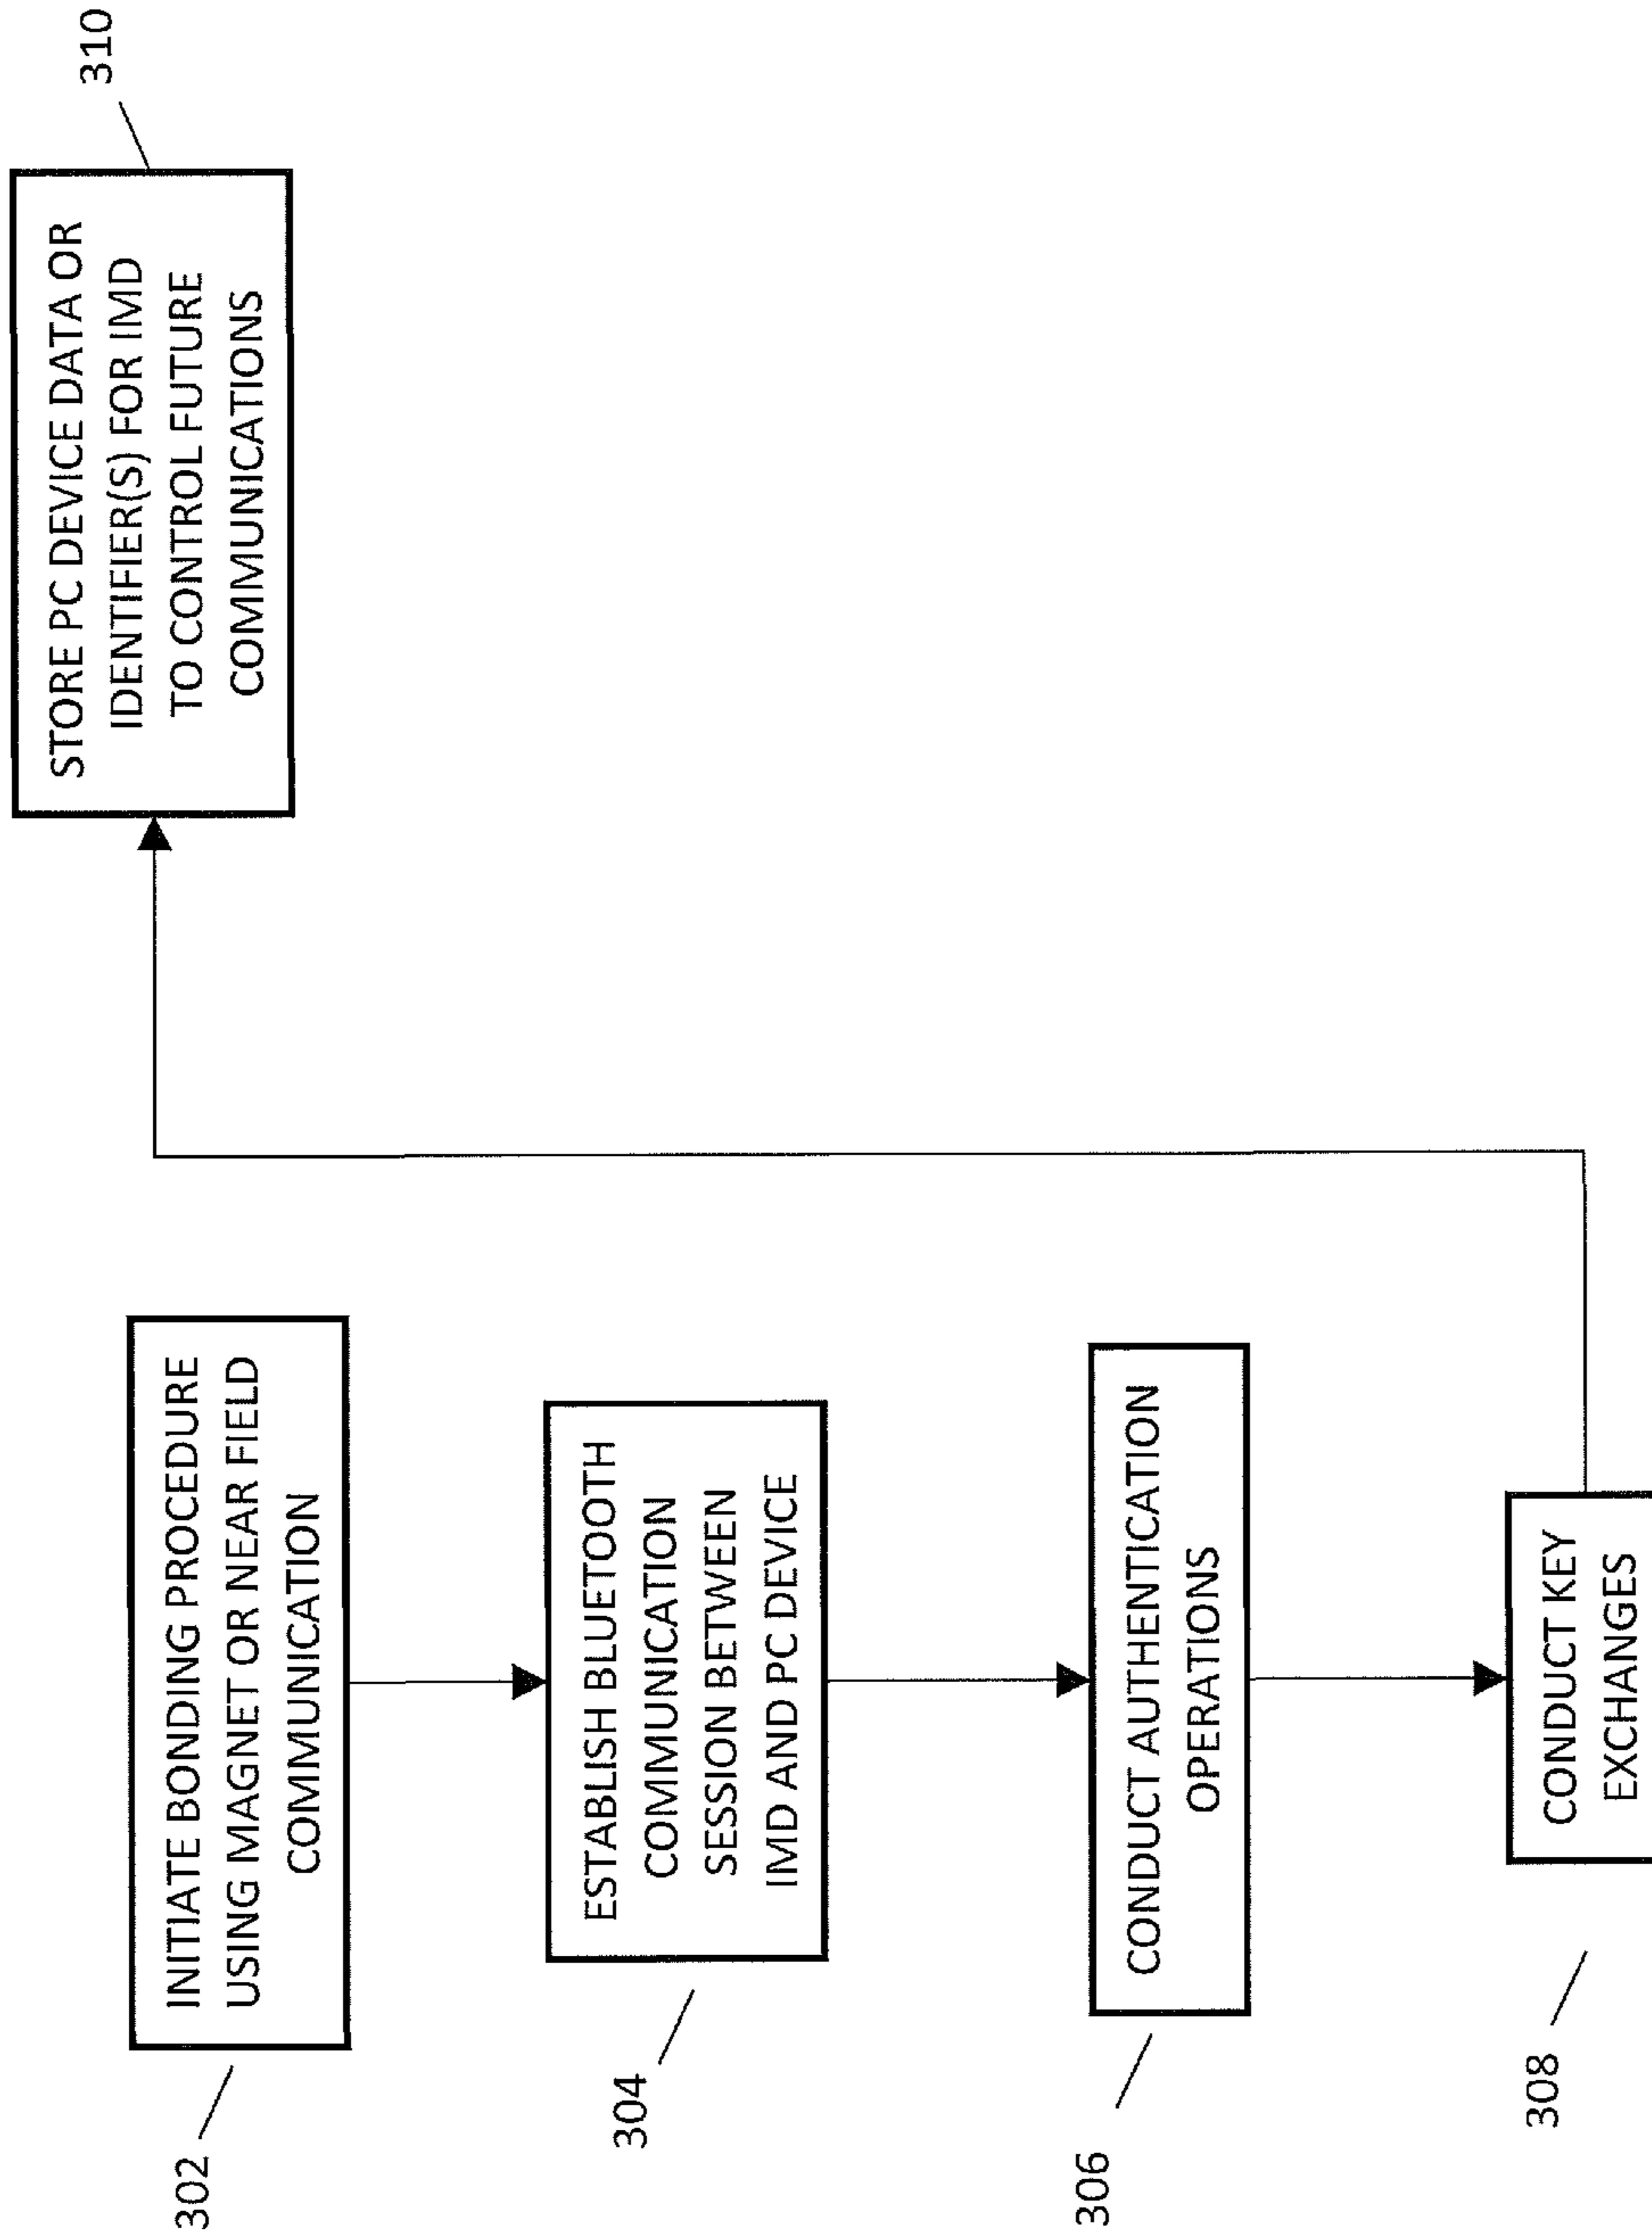 302
INITIATE BONDING PROCEDURE
USING MAGNET OR NEAR FIELD
COMMUNICATION
304
ESTABLISH BLUETOOTH
COMMUNICATION
SESSION BETWEEN
IMD AND PC DEVICE
306
CONDUCT AUTHENTICATION
OPERATIONS
308
CONDUCT KEY
EXCHANGES
310
STORE PC DEVICE DATA OR
IDENTIFIER(S) FOR IMD
TO CONTROL FUTURE
COMMUNICATIONS